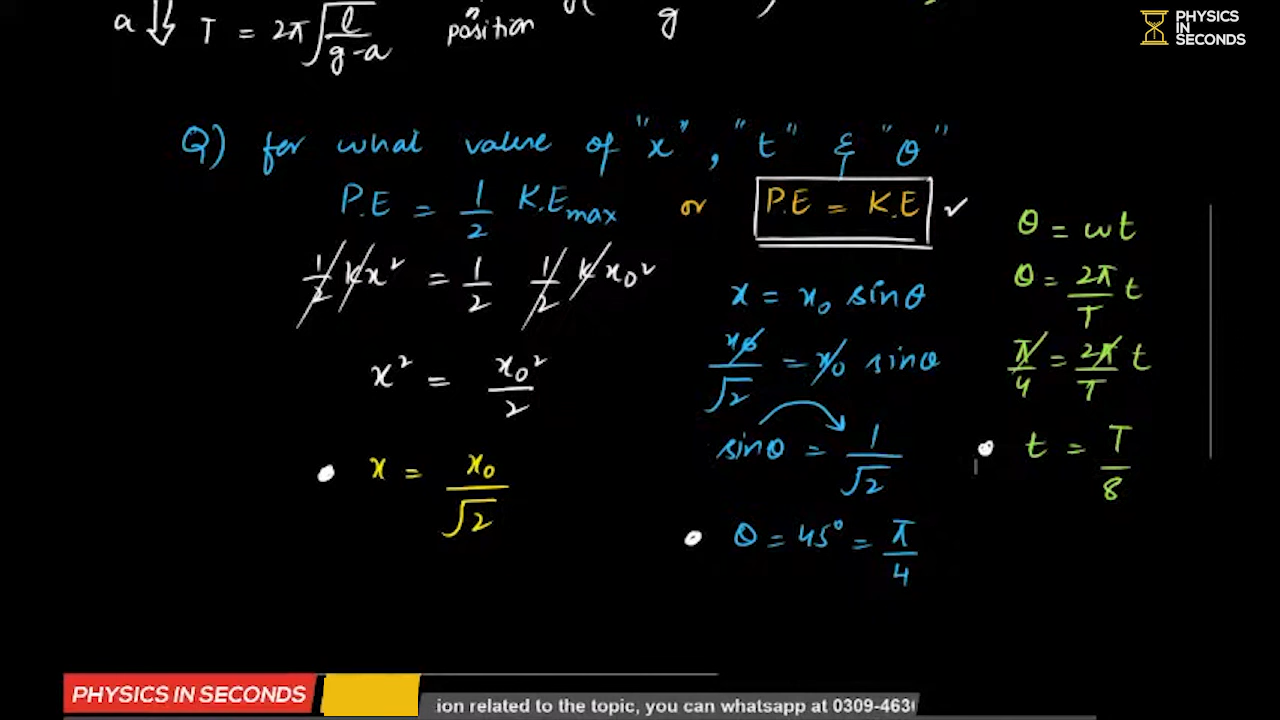 PHYSICS
IN
SECONDS
a T = 2π√(l/(g-a)) position g
Q) for what value of "x", "t" & "θ"
P.E = 1/2 K.Emax or P.E = K.E ✓
1/2 kx² = 1/2 1/2 kx₀²
x² = x₀²/2
x = x₀/√2
x = x₀ sinθ
x₀/√2 = x₀ sinθ
sinθ = 1/√2
θ = 45° = π/4
θ = ωt
θ = 2π/T t
π/4 = 2π/T t
t = T/8
PHYSICS IN SECONDS
ion related to the topic, you can whatsapp at 0309-463